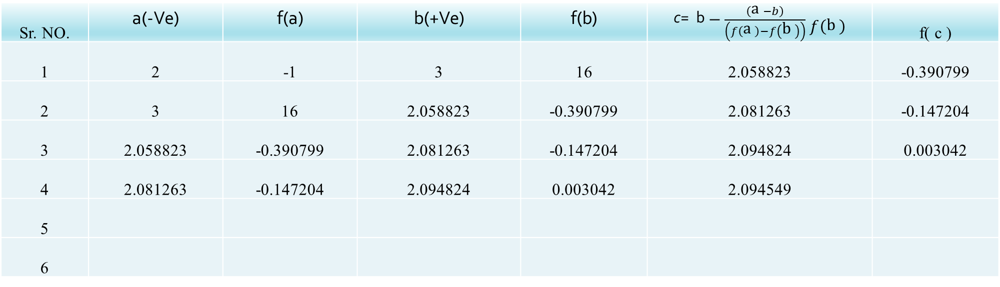 Sr. NO. a(-Ve) f(a) b(+Ve) f(b) c= b − (a −b)/(f(a)−f(b)) f(b) f( c )
1 2 -1 3 16 2.058823 -0.390799
2 3 16 2.058823 -0.390799 2.081263 -0.147204
3 2.058823 -0.390799 2.081263 -0.147204 2.094824 0.003042
4 2.081263 -0.147204 2.094824 0.003042 2.094549
5
6